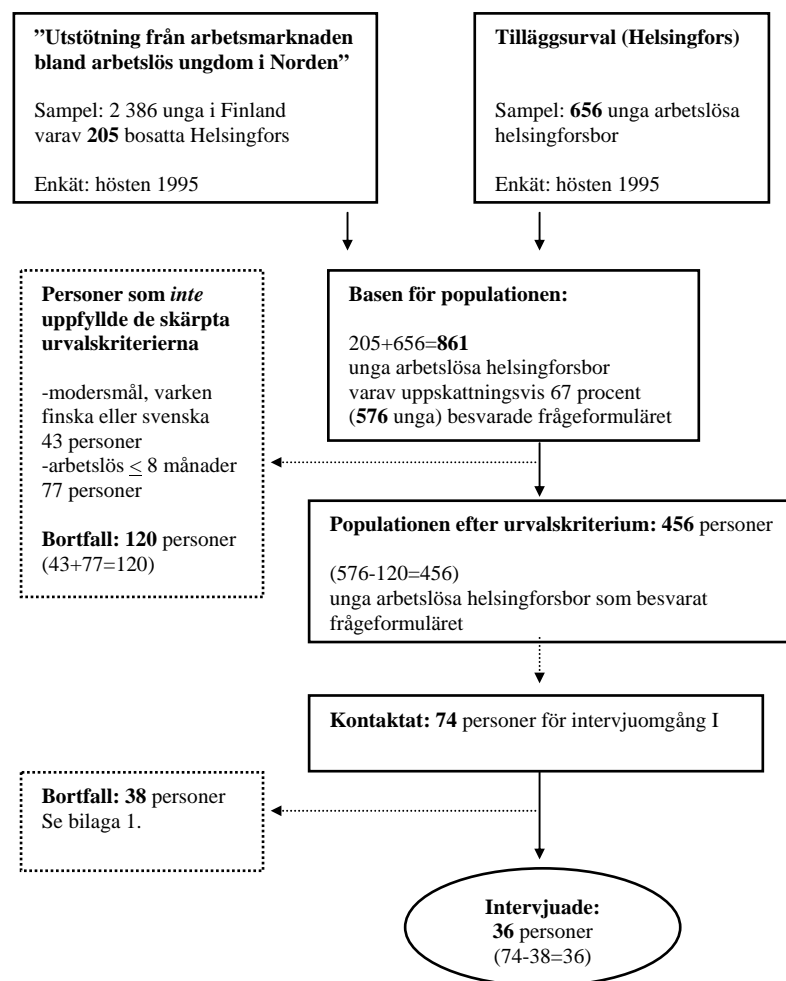 ”Utstötning från arbetsmarknaden
bland arbetslös ungdom i Norden”
Sampel: 2 386 unga i Finland
varav 205 bosatta Helsingfors
Enkät: hösten 1995
Tilläggsurval (Helsingfors)
Sampel: 656 unga arbetslösa
helsingforsbor
Enkät: hösten 1995
Personer som inte
uppfyllde de skärpta
urvalskriterierna
-modersmål, varken
finska eller svenska
43 personer
-arbetslös ≤ 8 månader
77 personer
Bortfall: 120 personer
(43+77=120)
Basen för populationen:
205+656=861
unga arbetslösa helsingforsbor
varav uppskattningsvis 67 procent
(576 unga) besvarade frågeformuläret
Populationen efter urvalskriterium: 456 personer
(576-120=456)
unga arbetslösa helsingforsbor som besvarat
frågeformuläret
Kontaktat: 74 personer för intervjuomgång I
Bortfall: 38 personer
Se bilaga 1.
Intervjuade:
36 personer
(74-38=36)